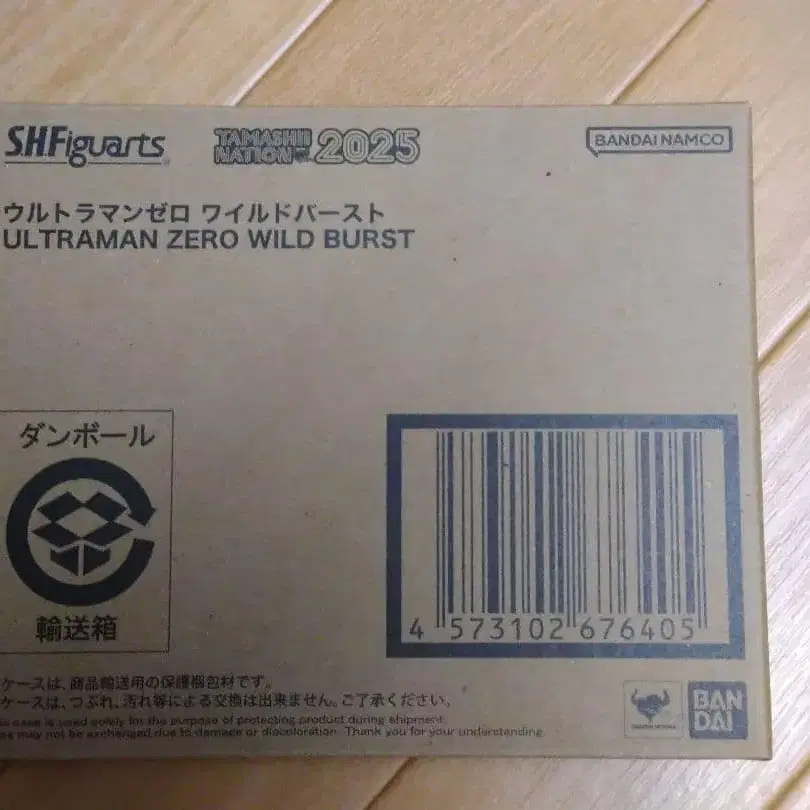 S.H.Figuarts
TAMASHII NATION 2025
BANDAI NAMCO
ウルトラマンゼロ ワイルドバースト
ULTRAMAN ZERO WILD BURST
ダンボール
輸送箱
4 573102 676405
ケースは、商品輸送用の保護梱包材です。
ケースは、つぶれ、汚れ等による交換は出来ません。ご了承ください。
case is used solely for the purpose of protecting product during shipment.
may not be exchanged due to damage or discoloration. Thank you for your understanding.
BAN
DAI